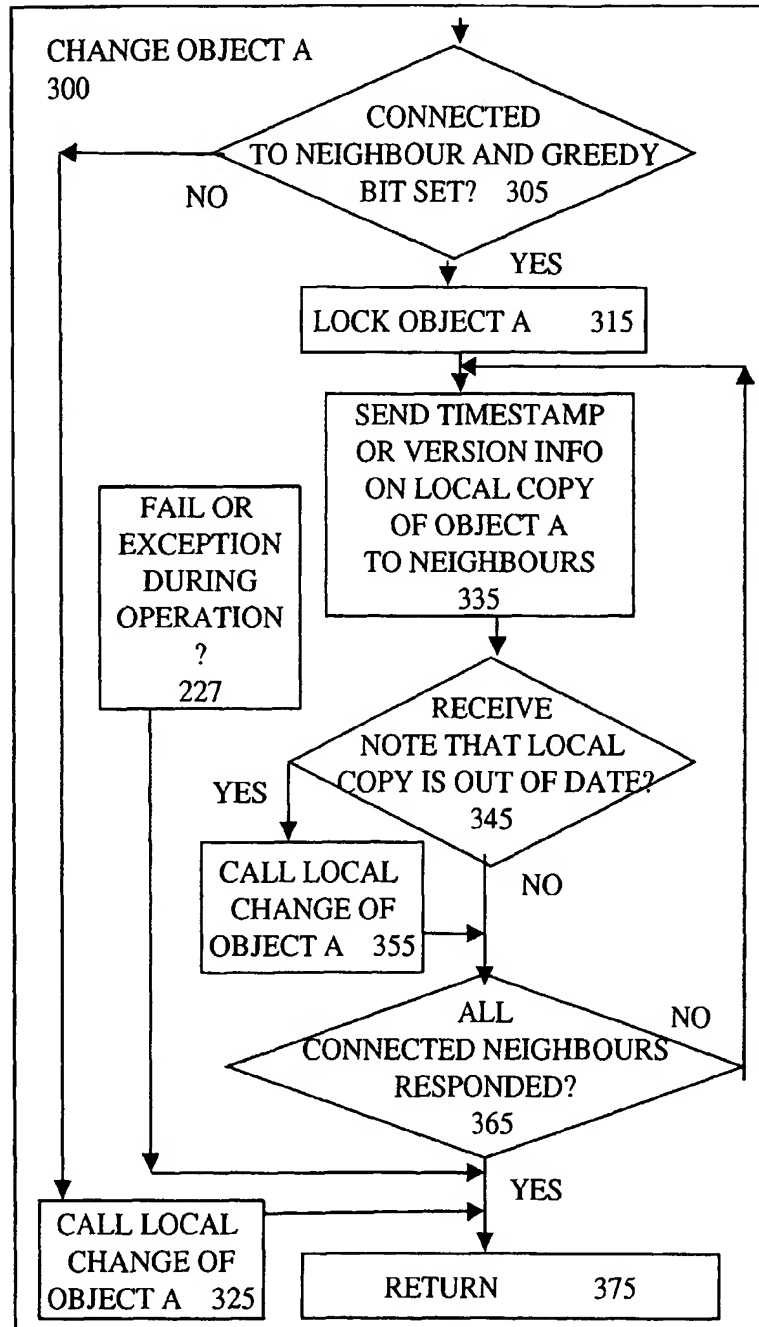 CHANGE OBJECT A
300
CONNECTED
TO NEIGHBOUR AND GREEDY
BIT SET? 305
NO
YES
LOCK OBJECT A 315
SEND TIMESTAMP
OR VERSION INFO
ON LOCAL COPY
OF OBJECT A
TO NEIGHBOURS
335
FAIL OR
EXCEPTION
DURING
OPERATION
?
227
RECEIVE
NOTE THAT LOCAL
COPY IS OUT OF DATE?
345
YES
NO
CALL LOCAL
CHANGE OF
OBJECT A 355
ALL
CONNECTED NEIGHBOURS
RESPONDED?
365
NO
YES
CALL LOCAL
CHANGE OF
OBJECT A 325
RETURN 375